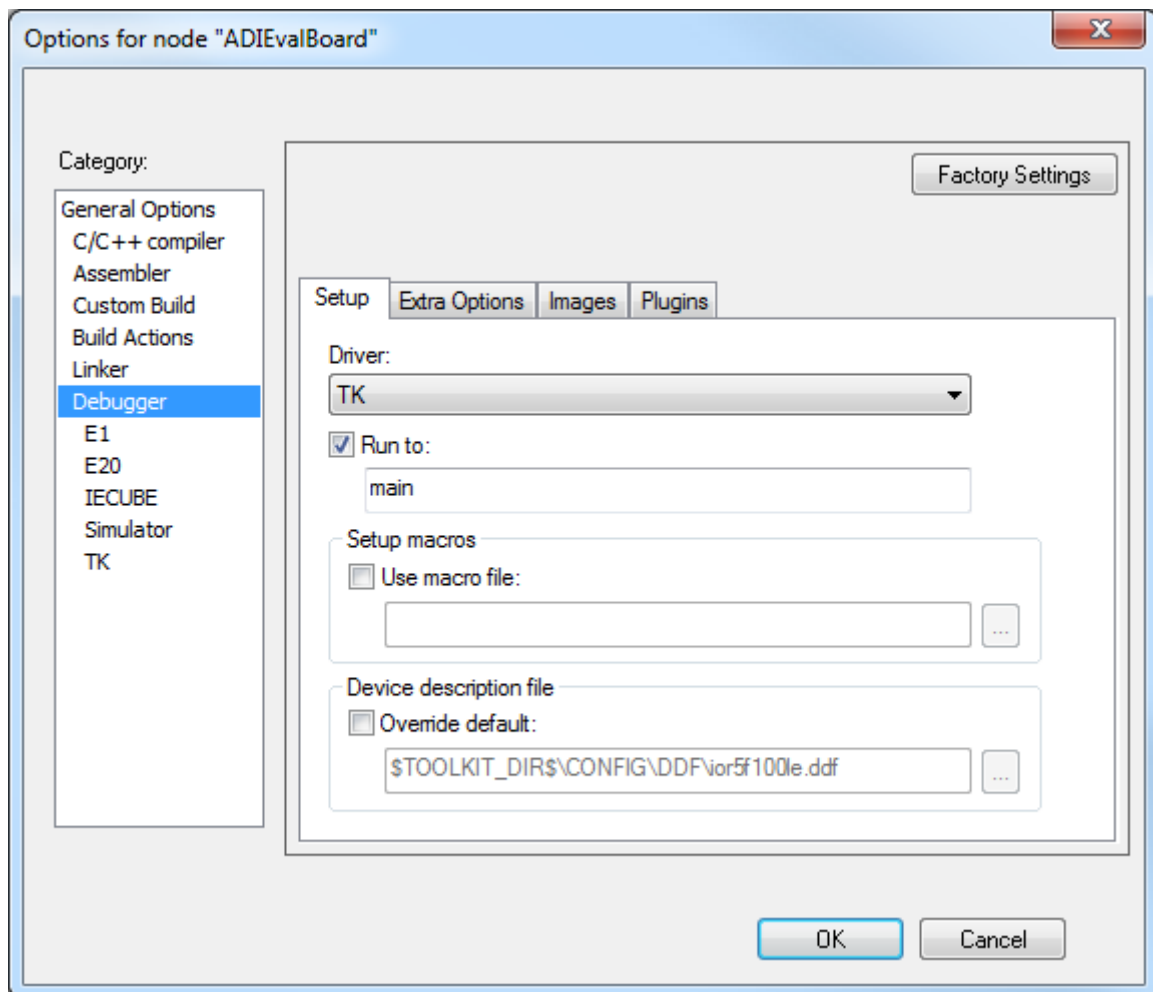 Options for node "ADIEvalBoard"
Category:
Factory Settings
General Options
C/C++ compiler
Assembler
Custom Build
Build Actions
Linker
Debugger
E1
E20
IECUBE
Simulator
TK
Setup Extra Options Images Plugins
Driver:
TK
Run to:
main
Setup macros
Use macro file:
...
Device description file
Override default:
$TOOLKIT_DIR$\CONFIG\DDF\ior5f100le.ddf
...
OK Cancel